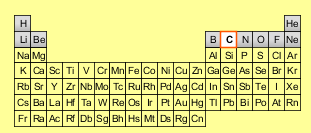 H He
Li Be B C N O F Ne
Na Mg Al Si P S Cl Ar
K Ca Sc Ti V Cr Mn Fe Co Ni Cu Zn Ga Ge As Se Br Kr
Rb Sr Y Zr Nb Mo Tc Ru Rh Pd Ag Cd In Sn Sb Te I Xe
Cs Ba La Hf Ta W Re Os Ir Pt Au Hg Tl Pb Bi Po At Rn
Fr Ra Ac Rf Db Sg Bh Hs Mt Ds Rg Cn